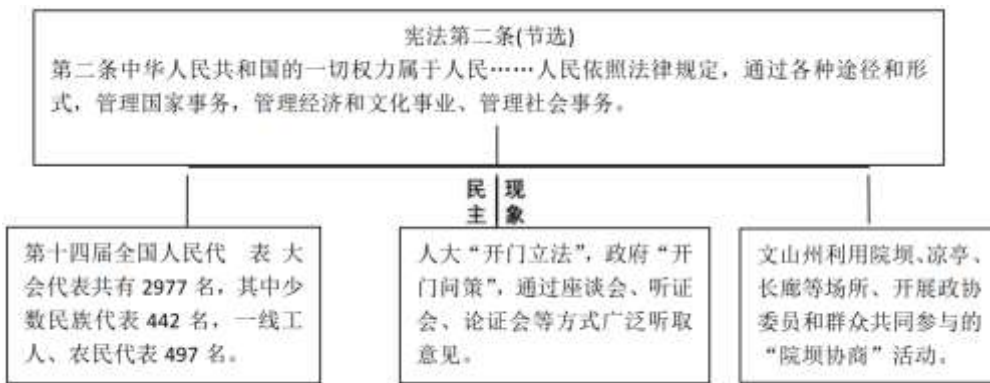 宪法第二条(节选)
第二条中华人民共和国的一切权力属于人民……人民依照法律规定，通过各种途径和形
式，管理国家事务，管理经济和文化事业、管理社会事务。
民主
现象
第十四届全国人民代 表 大
会代表共有 2977 名，其中少
数民族代表 442 名，一线工
人、农民代表 497 名。
人大“开门立法”，政府“开
门问策”，通过座谈会、听证
会、论证会等方式广泛听取
意见。
文山州利用院坝、凉亭、
长廊等场所、开展政协
委员和群众共同参与的
“院坝协商”活动。